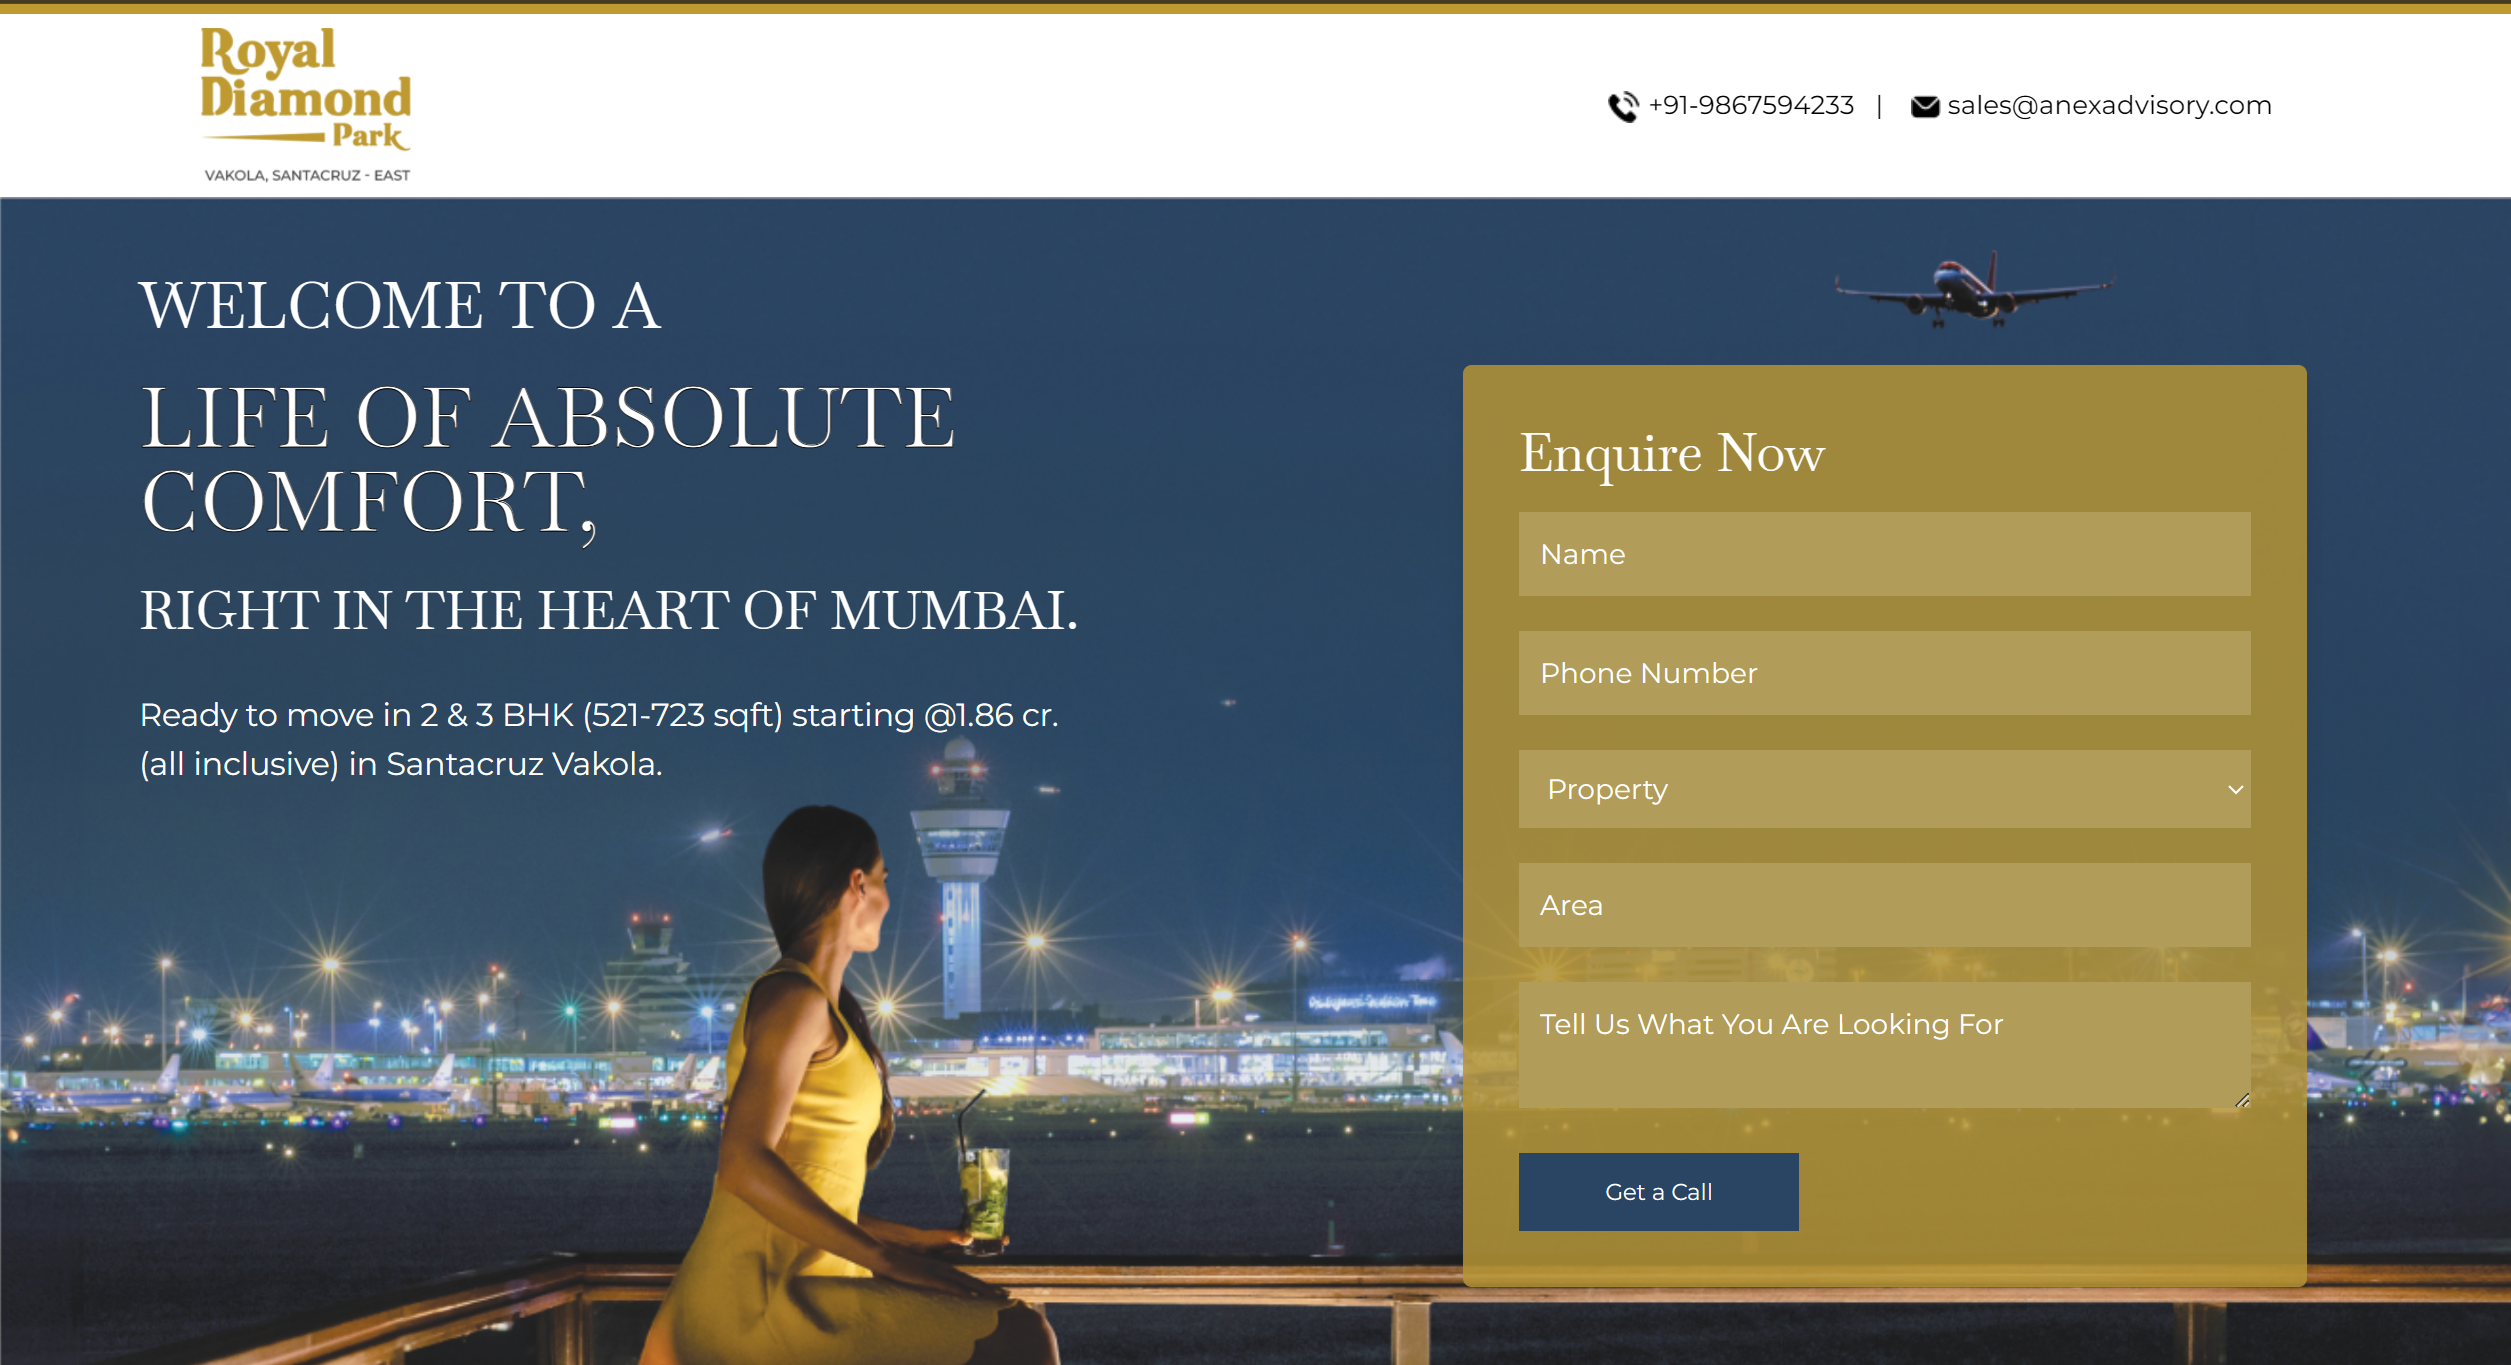 Royal
Diamond
Park
VAKOLA, SANTACRUZ - EAST
+91-9867594233 | sales@anexadvisory.com
WELCOME TO A
LIFE OF ABSOLUTE
COMFORT,
RIGHT IN THE HEART OF MUMBAI.
Ready to move in 2 & 3 BHK (521-723 sqft) starting @1.86 cr.
(all inclusive) in Santacruz Vakola.
Enquire Now
Name
Phone Number
Property
Area
Tell Us What You Are Looking For
Get a Call